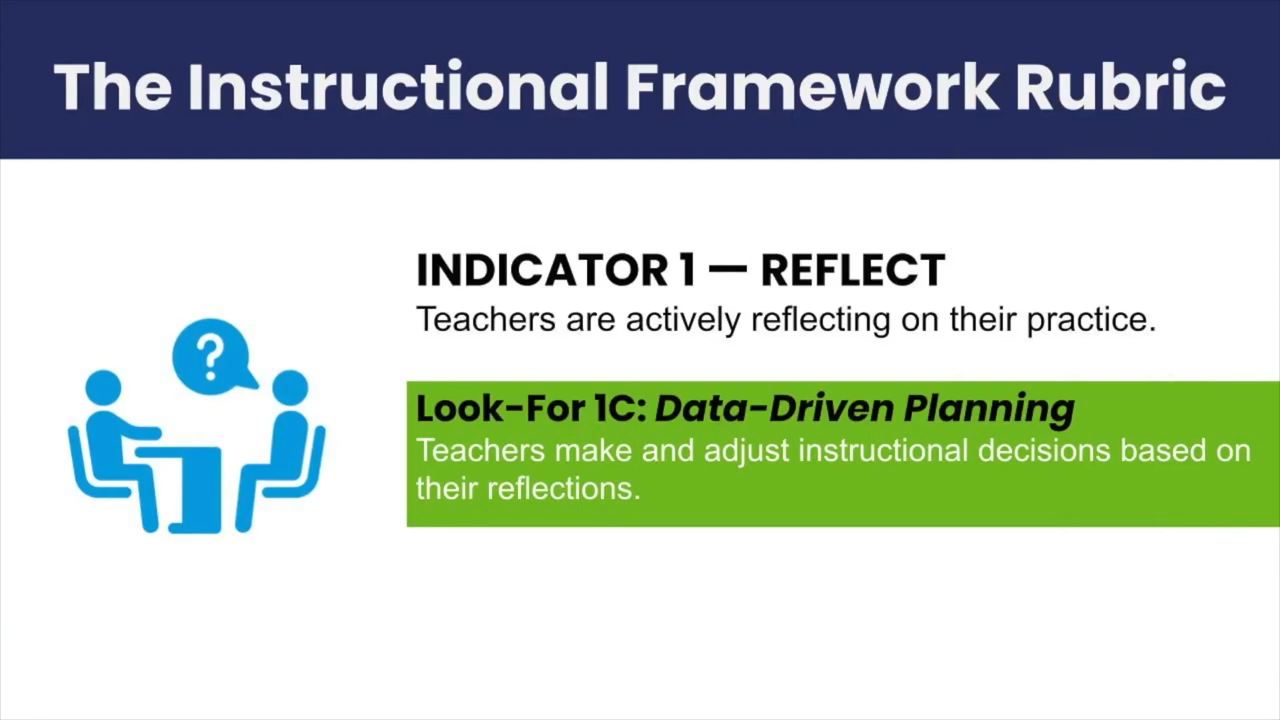 The Instructional Framework Rubric
?
INDICATOR 1 — REFLECT
Teachers are actively reflecting on their practice.
Look-For 1C: Data-Driven Planning
Teachers make and adjust instructional decisions based on
their reflections.